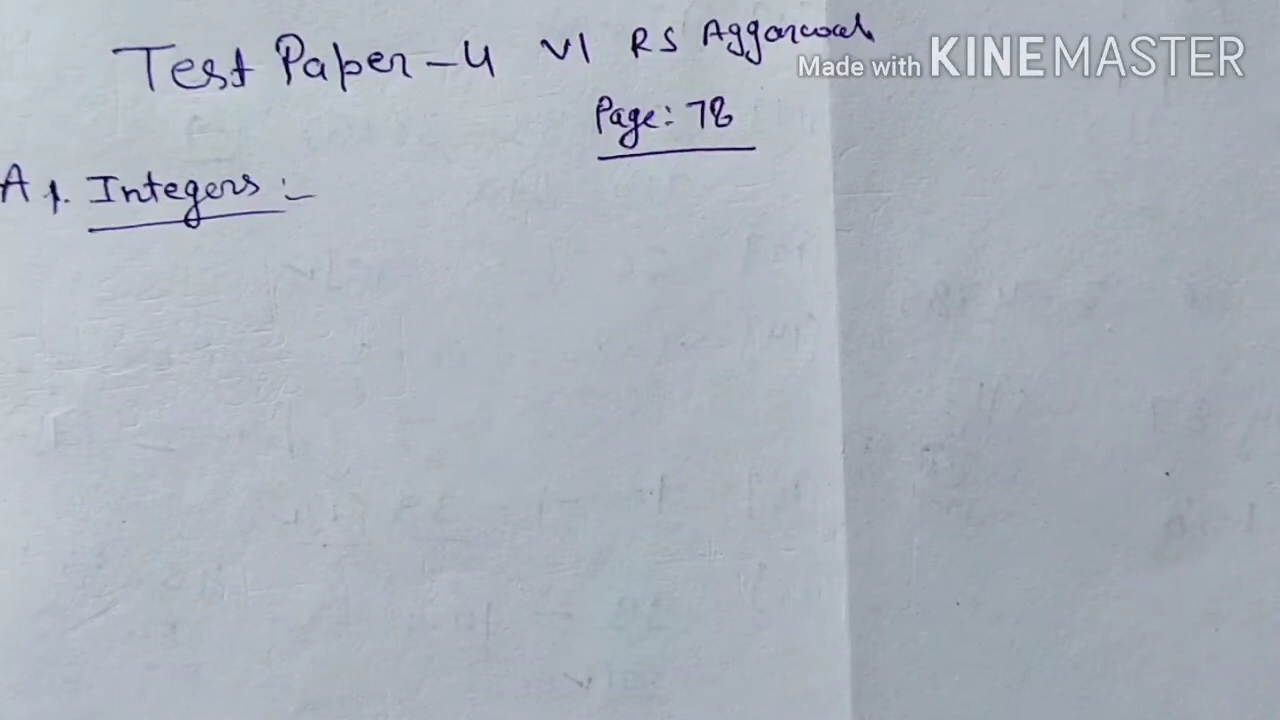 Test Paper-4 VI RS Aggarwal
Made with KINEMASTER
Page: 78
A 1. Integers :-